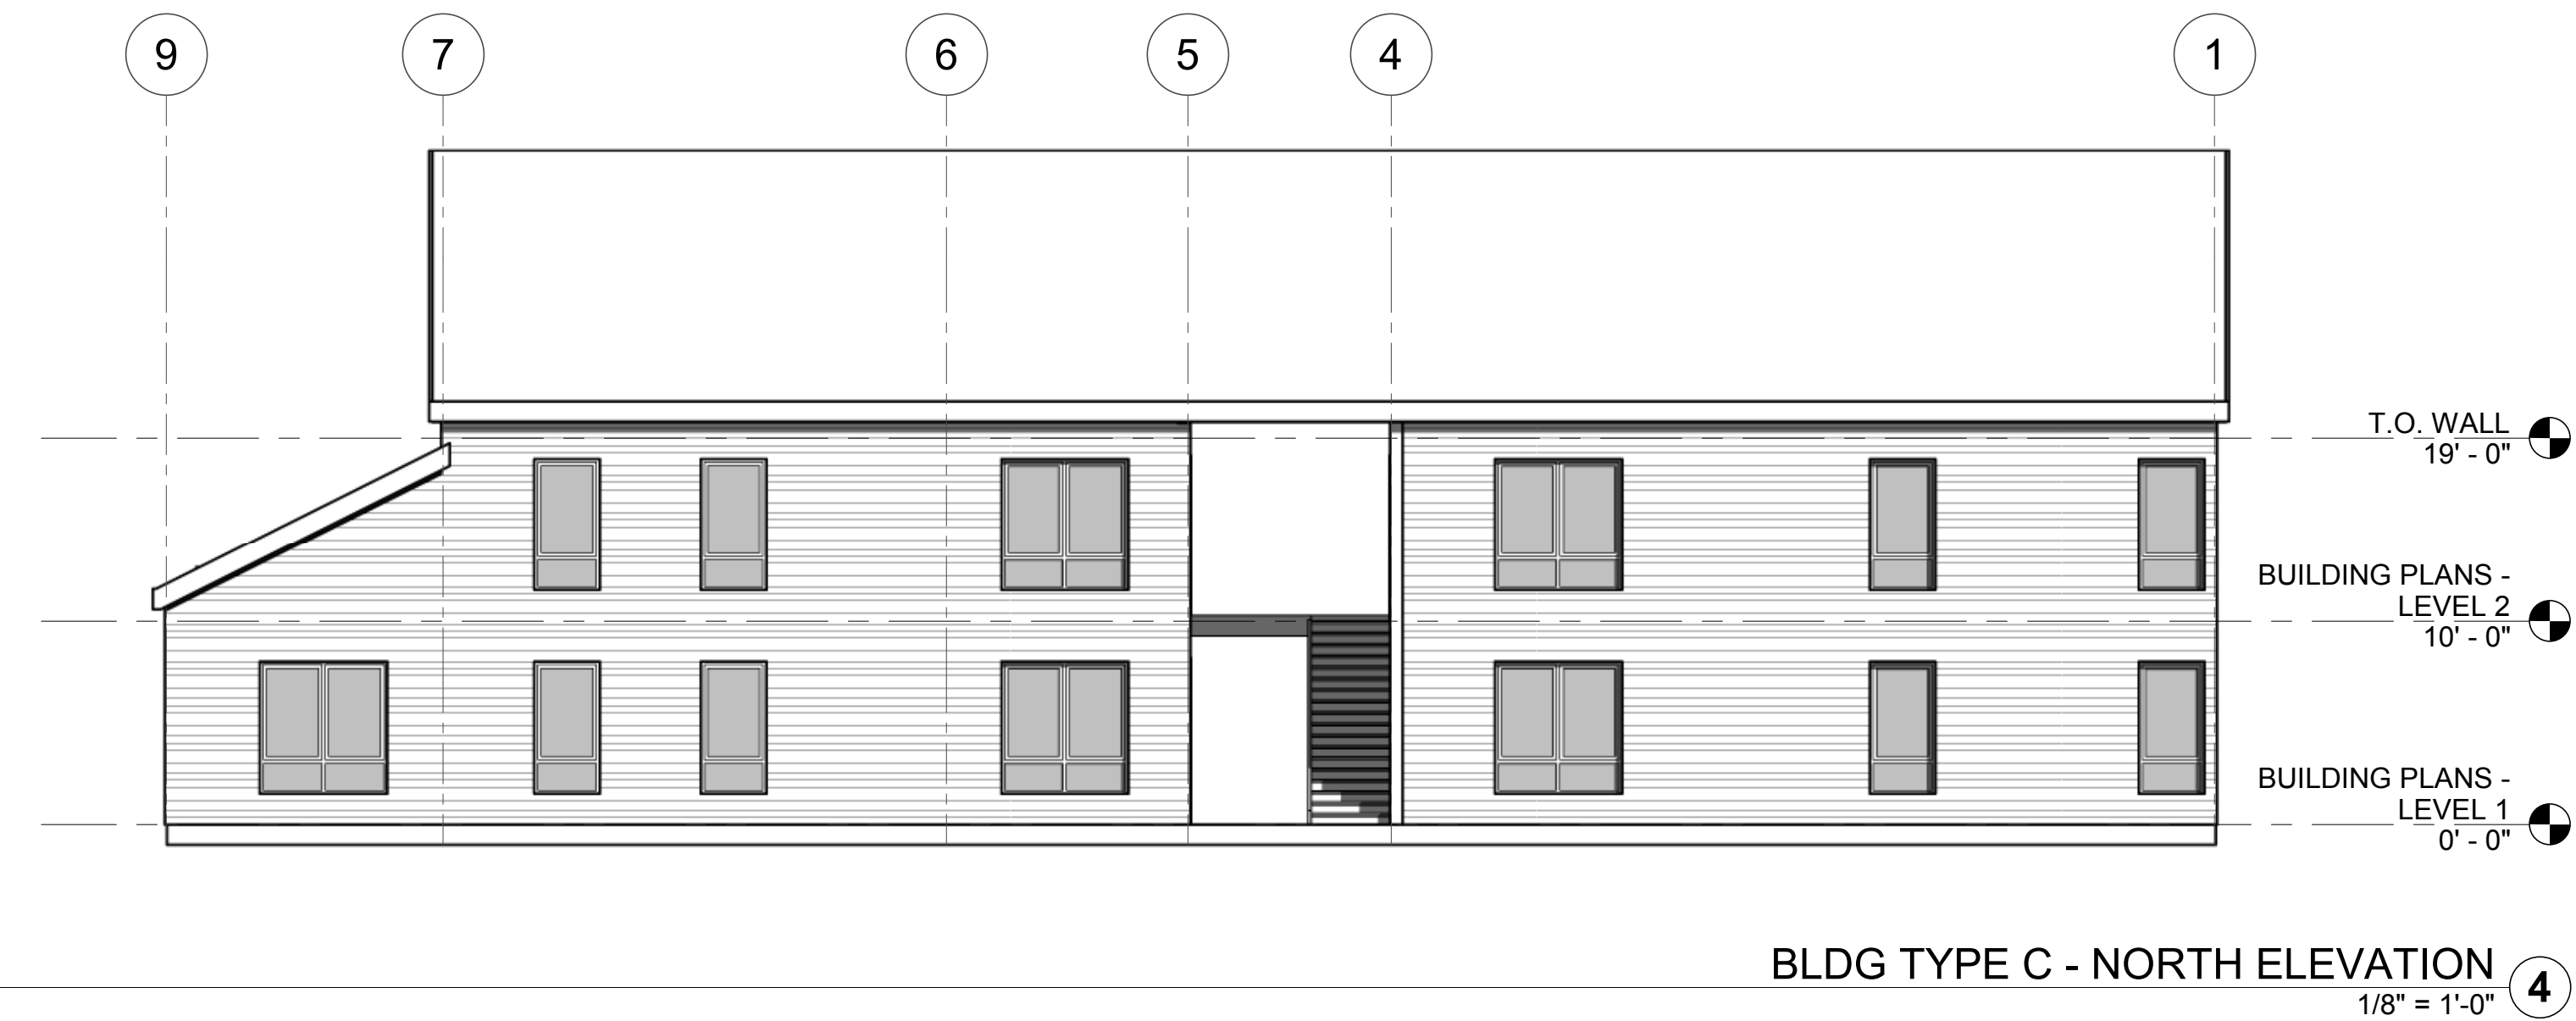 9 7 6 5 4 1
T.O. WALL
19' - 0"
BUILDING PLANS -
LEVEL 2
10' - 0"
BUILDING PLANS -
LEVEL 1
0' - 0"
BLDG TYPE C - NORTH ELEVATION
1/8" = 1'-0"
4